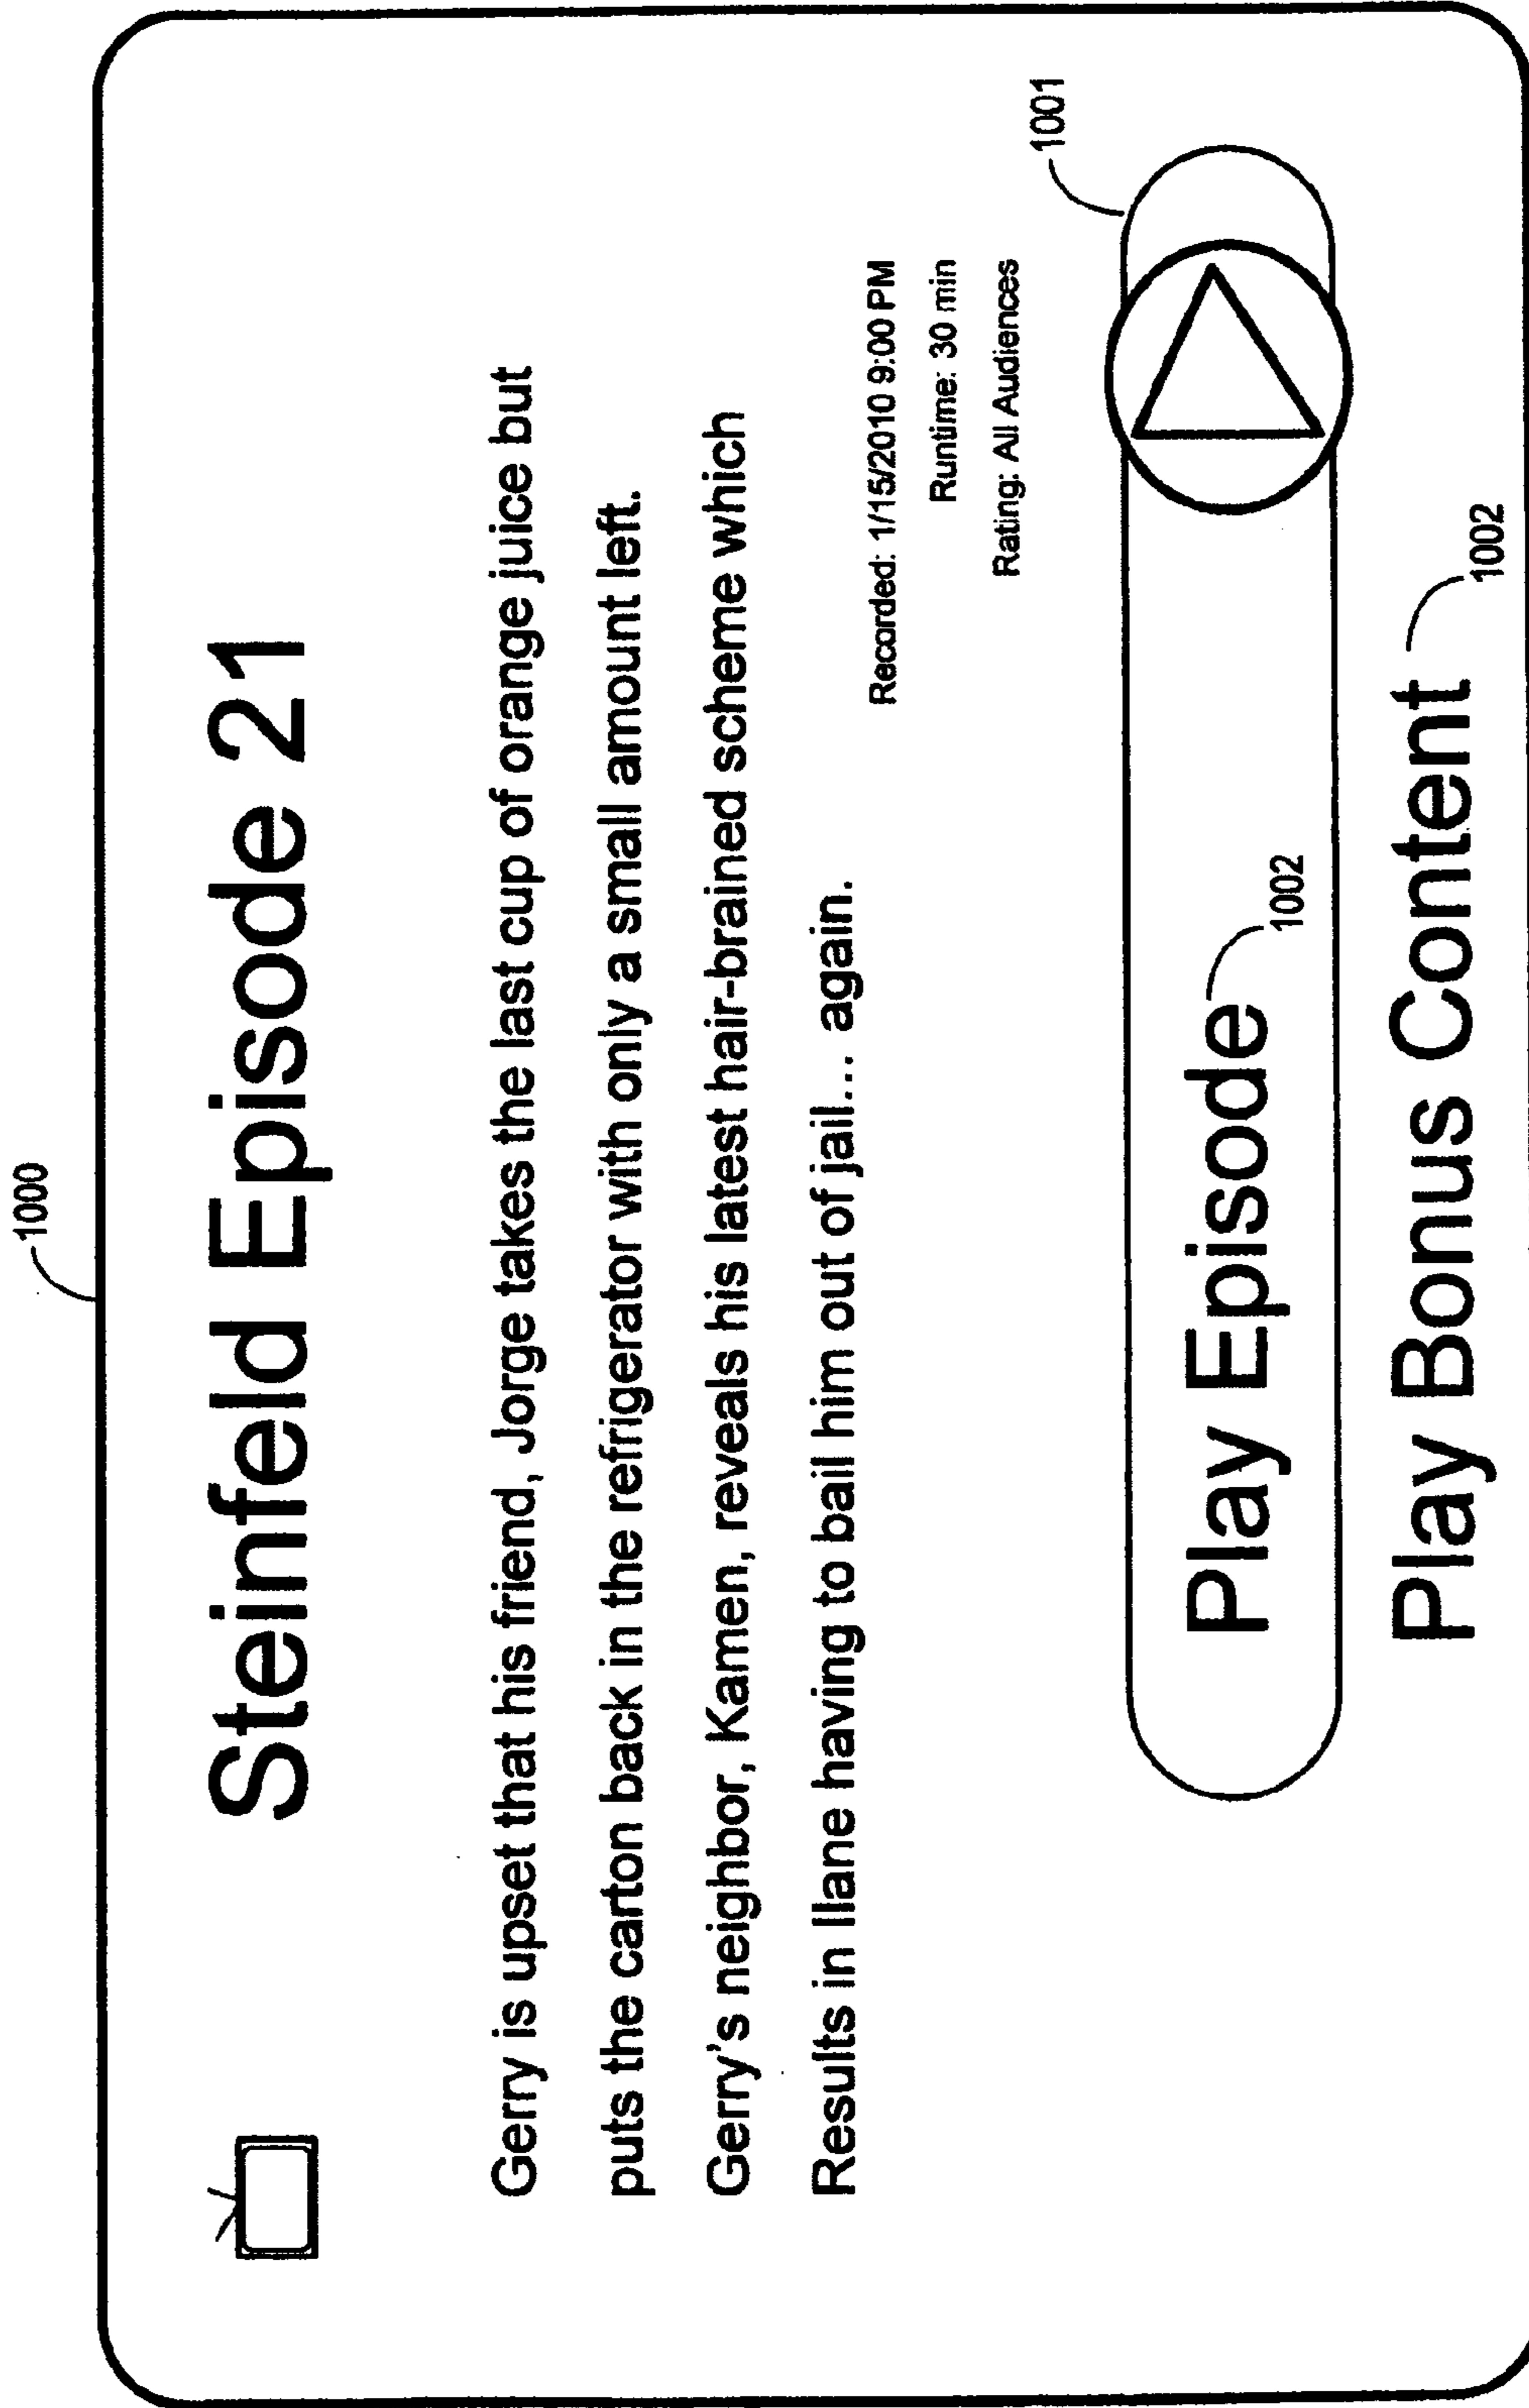 1000
Steinfeld Episode 21
Gerry is upset that his friend, Jorge takes the last cup of orange juice but
puts the carton back in the refrigerator with only a small amount left.
Gerry's neighbor, Kamen, reveals his latest hair-brained scheme which
Results in Ilane having to bail him out of jail.... again.
Recorded: 1/15/2010 9:00 PM
Runtime: 30 min
Rating: All Audiences
1001
Play Episode
1002
Play Bonus Content
1002